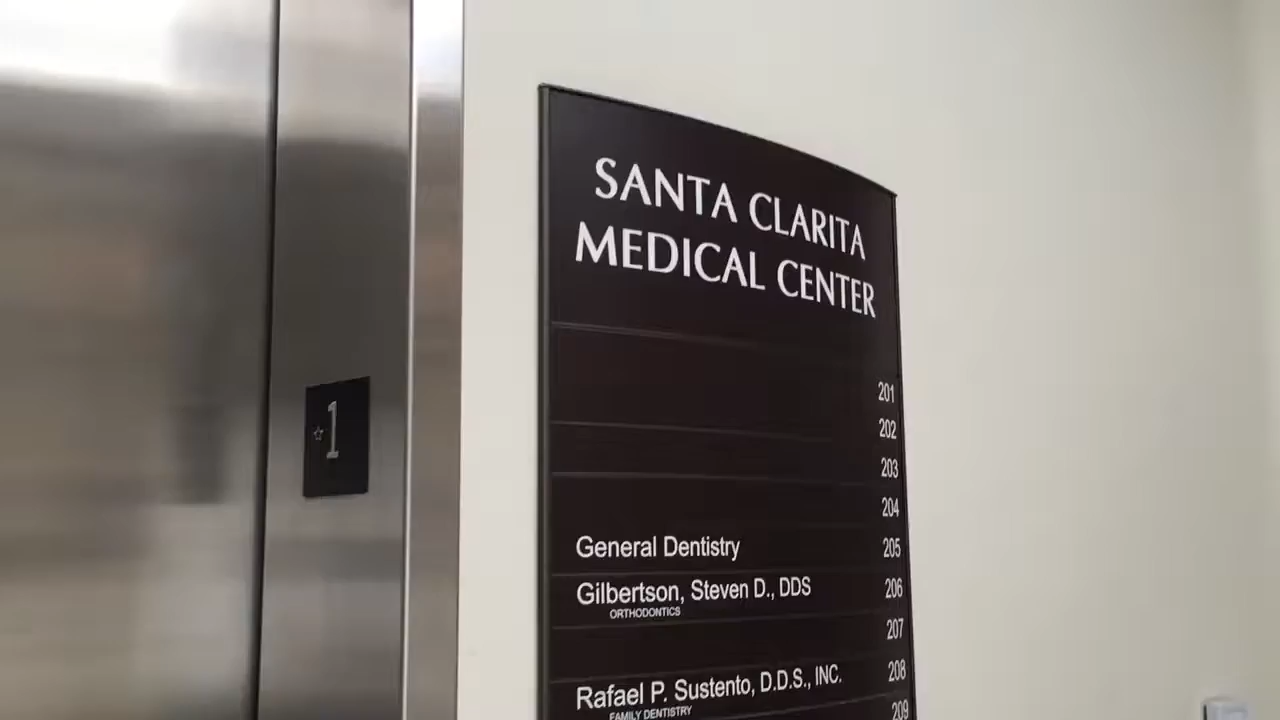 SANTA CLARITA
MEDICAL CENTER
1
201
202
203
204
General Dentistry 205
Gilbertson, Steven D., DDS 206
ORTHODONTICS
207
Rafael P. Sustento, D.D.S., INC. 208
FAMILY DENTISTRY
209